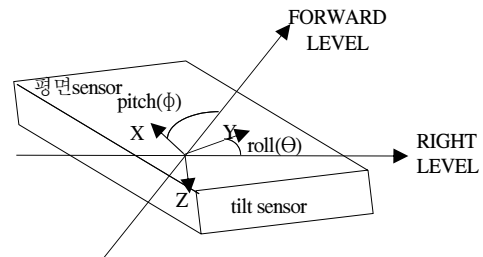 FORWARD
LEVEL
평면sensor
pitch(ϕ)
X
Y
roll(Θ)
RIGHT
LEVEL
Z
tilt sensor